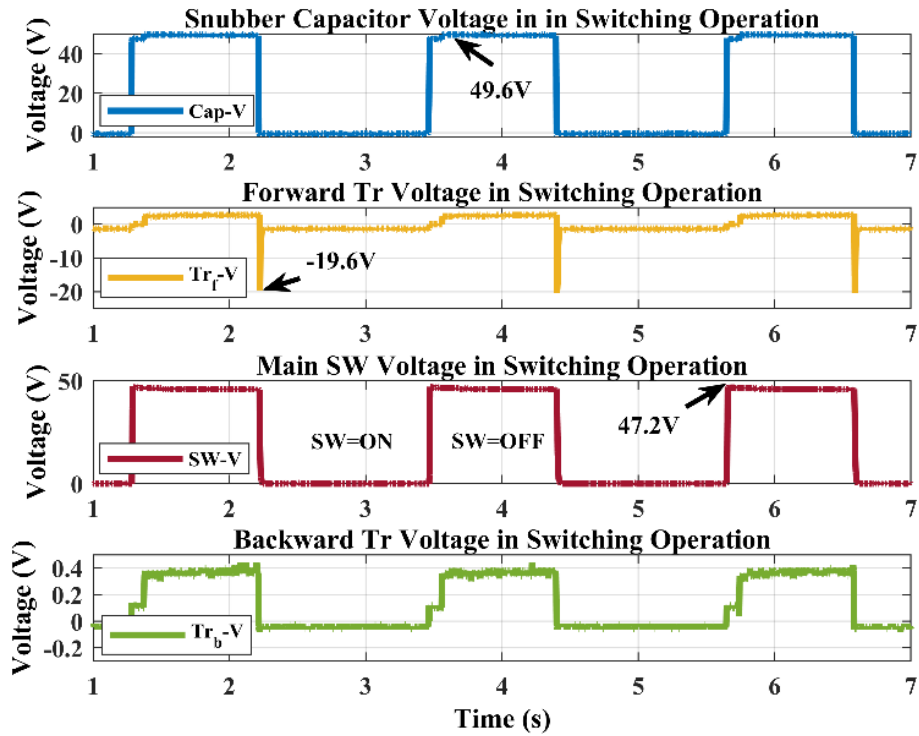 Snubber Capacitor Voltage in in Switching Operation
Voltage (V)
40
20
0
49.6V
Cap-V
1 2 3 4 5 6 7
Forward Tr Voltage in Switching Operation
Voltage (V)
0
-10
-20
-19.6V
Tr_f-V
1 2 3 4 5 6 7
Main SW Voltage in Switching Operation
Voltage (V)
50
0
47.2V
SW=ON SW=OFF
SW-V
1 2 3 4 5 6 7
Backward Tr Voltage in Switching Operation
Voltage (V)
0.4
0.2
0
-0.2
Tr_b-V
1 2 3 4 5 6 7
Time (s)